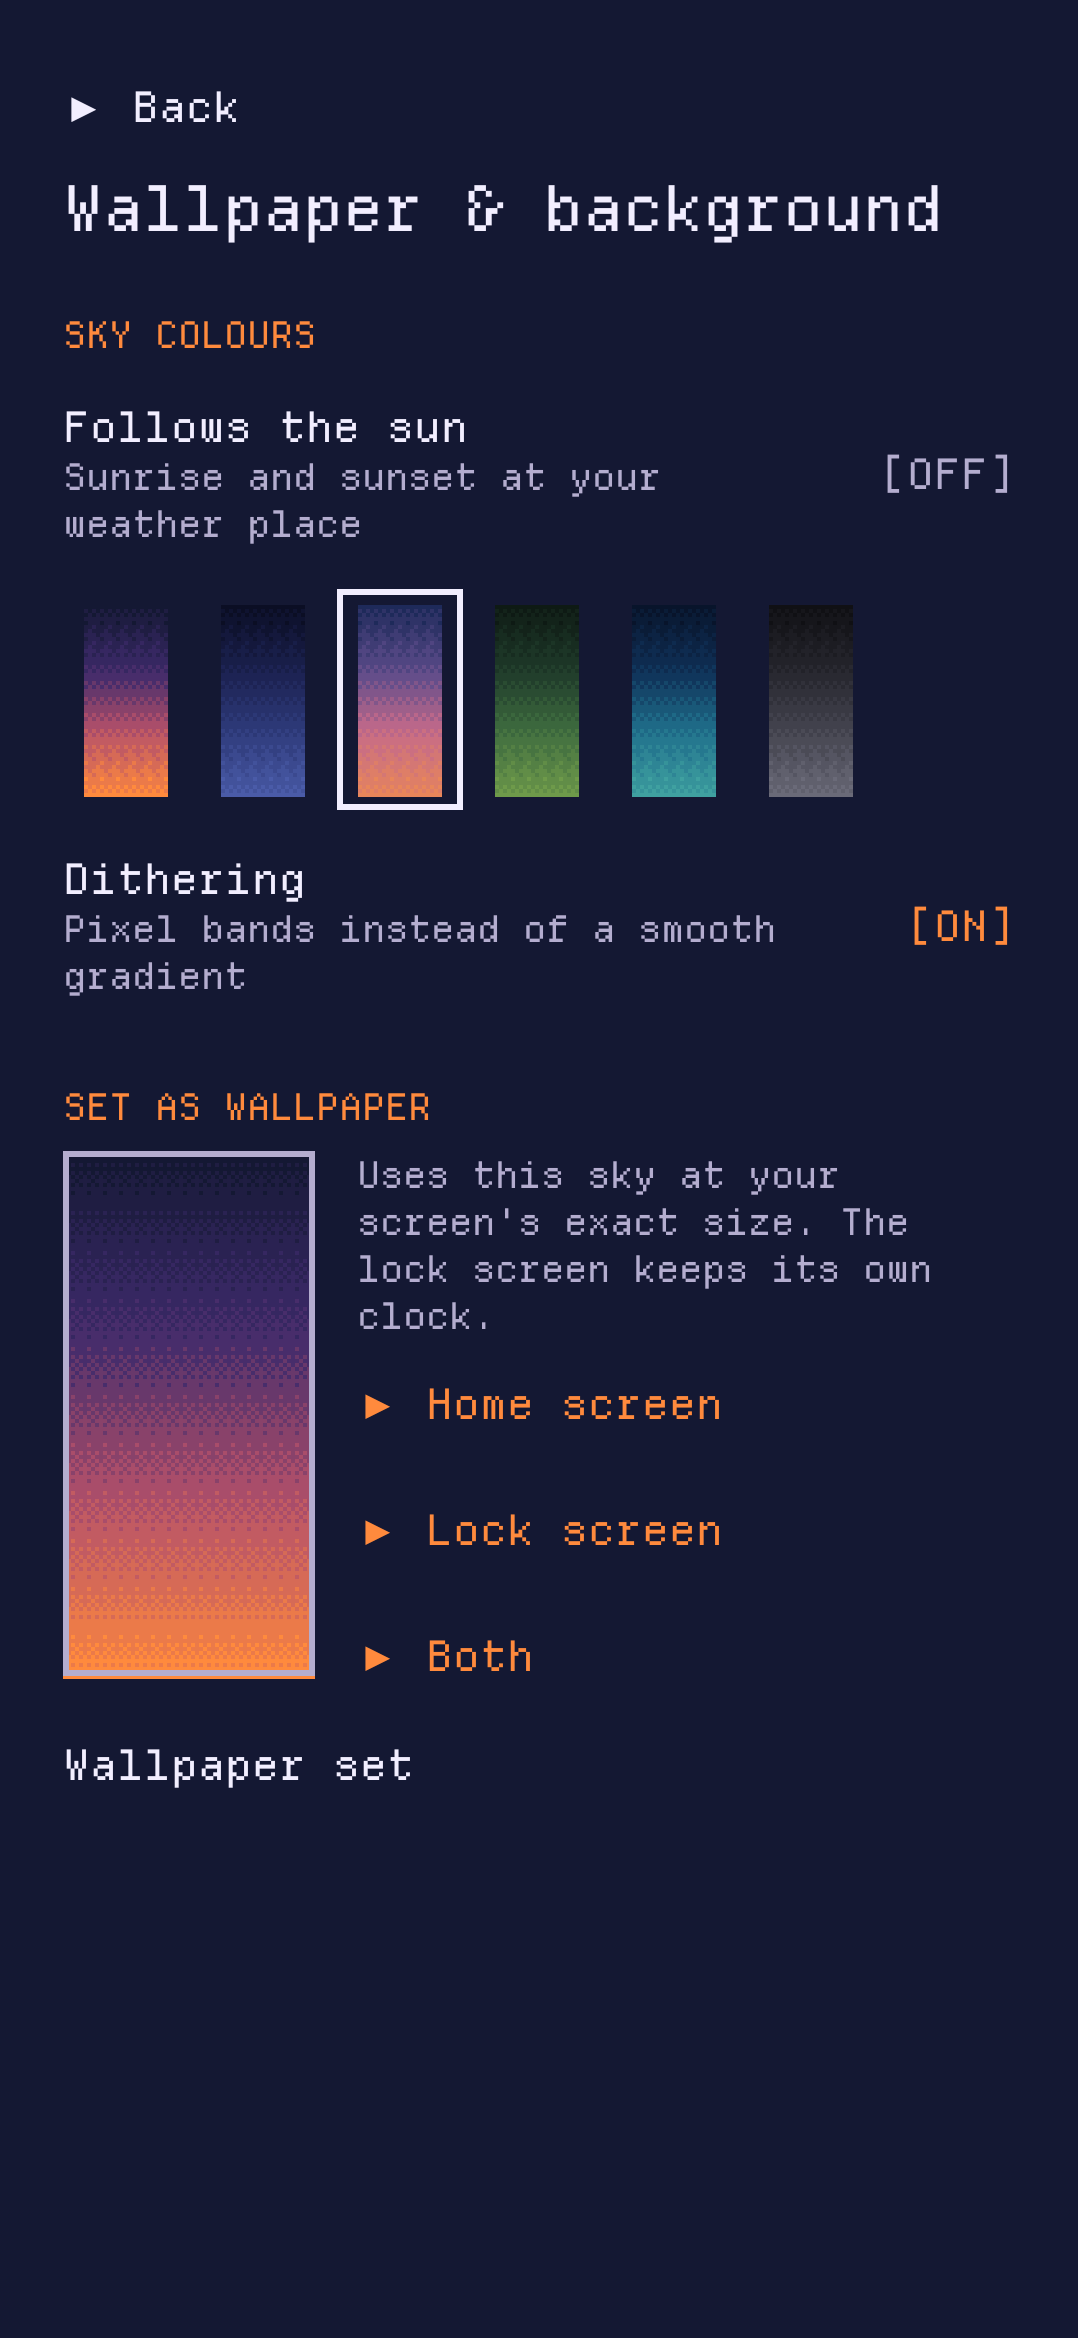 ▶ Back
Wallpaper & background
SKY COLOURS
Follows the sun
Sunrise and sunset at your
weather place
[OFF]
Dithering
Pixel bands instead of a smooth
gradient
[ON]
SET AS WALLPAPER
Uses this sky at your
screen's exact size. The
lock screen keeps its own
clock.
▶ Home screen
▶ Lock screen
▶ Both
Wallpaper set